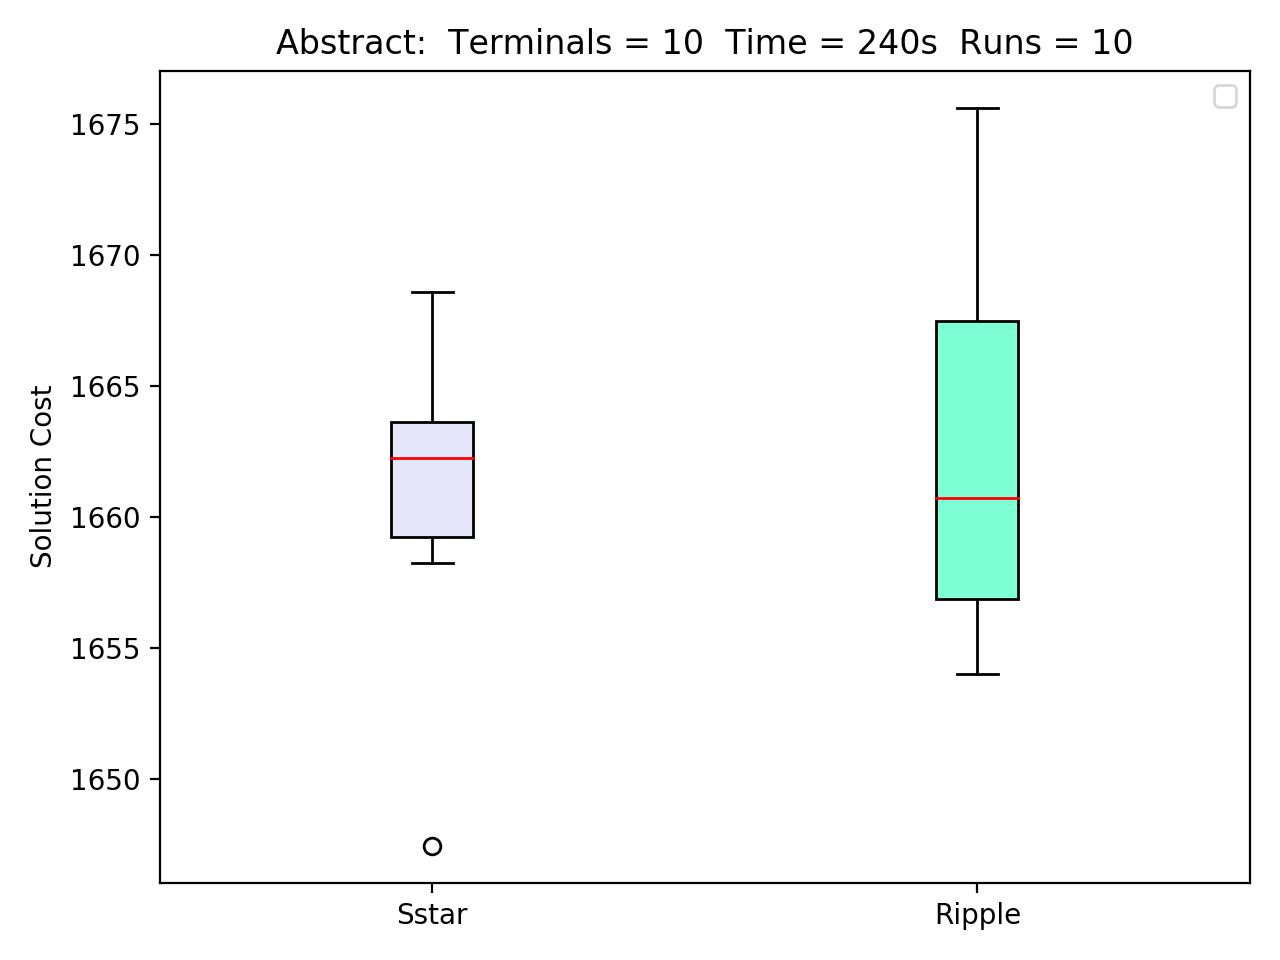 Abstract:  Terminals = 10  Time = 240s  Runs = 10
1675
1670
1665
1660
1655
1650
Solution Cost
Sstar
Ripple